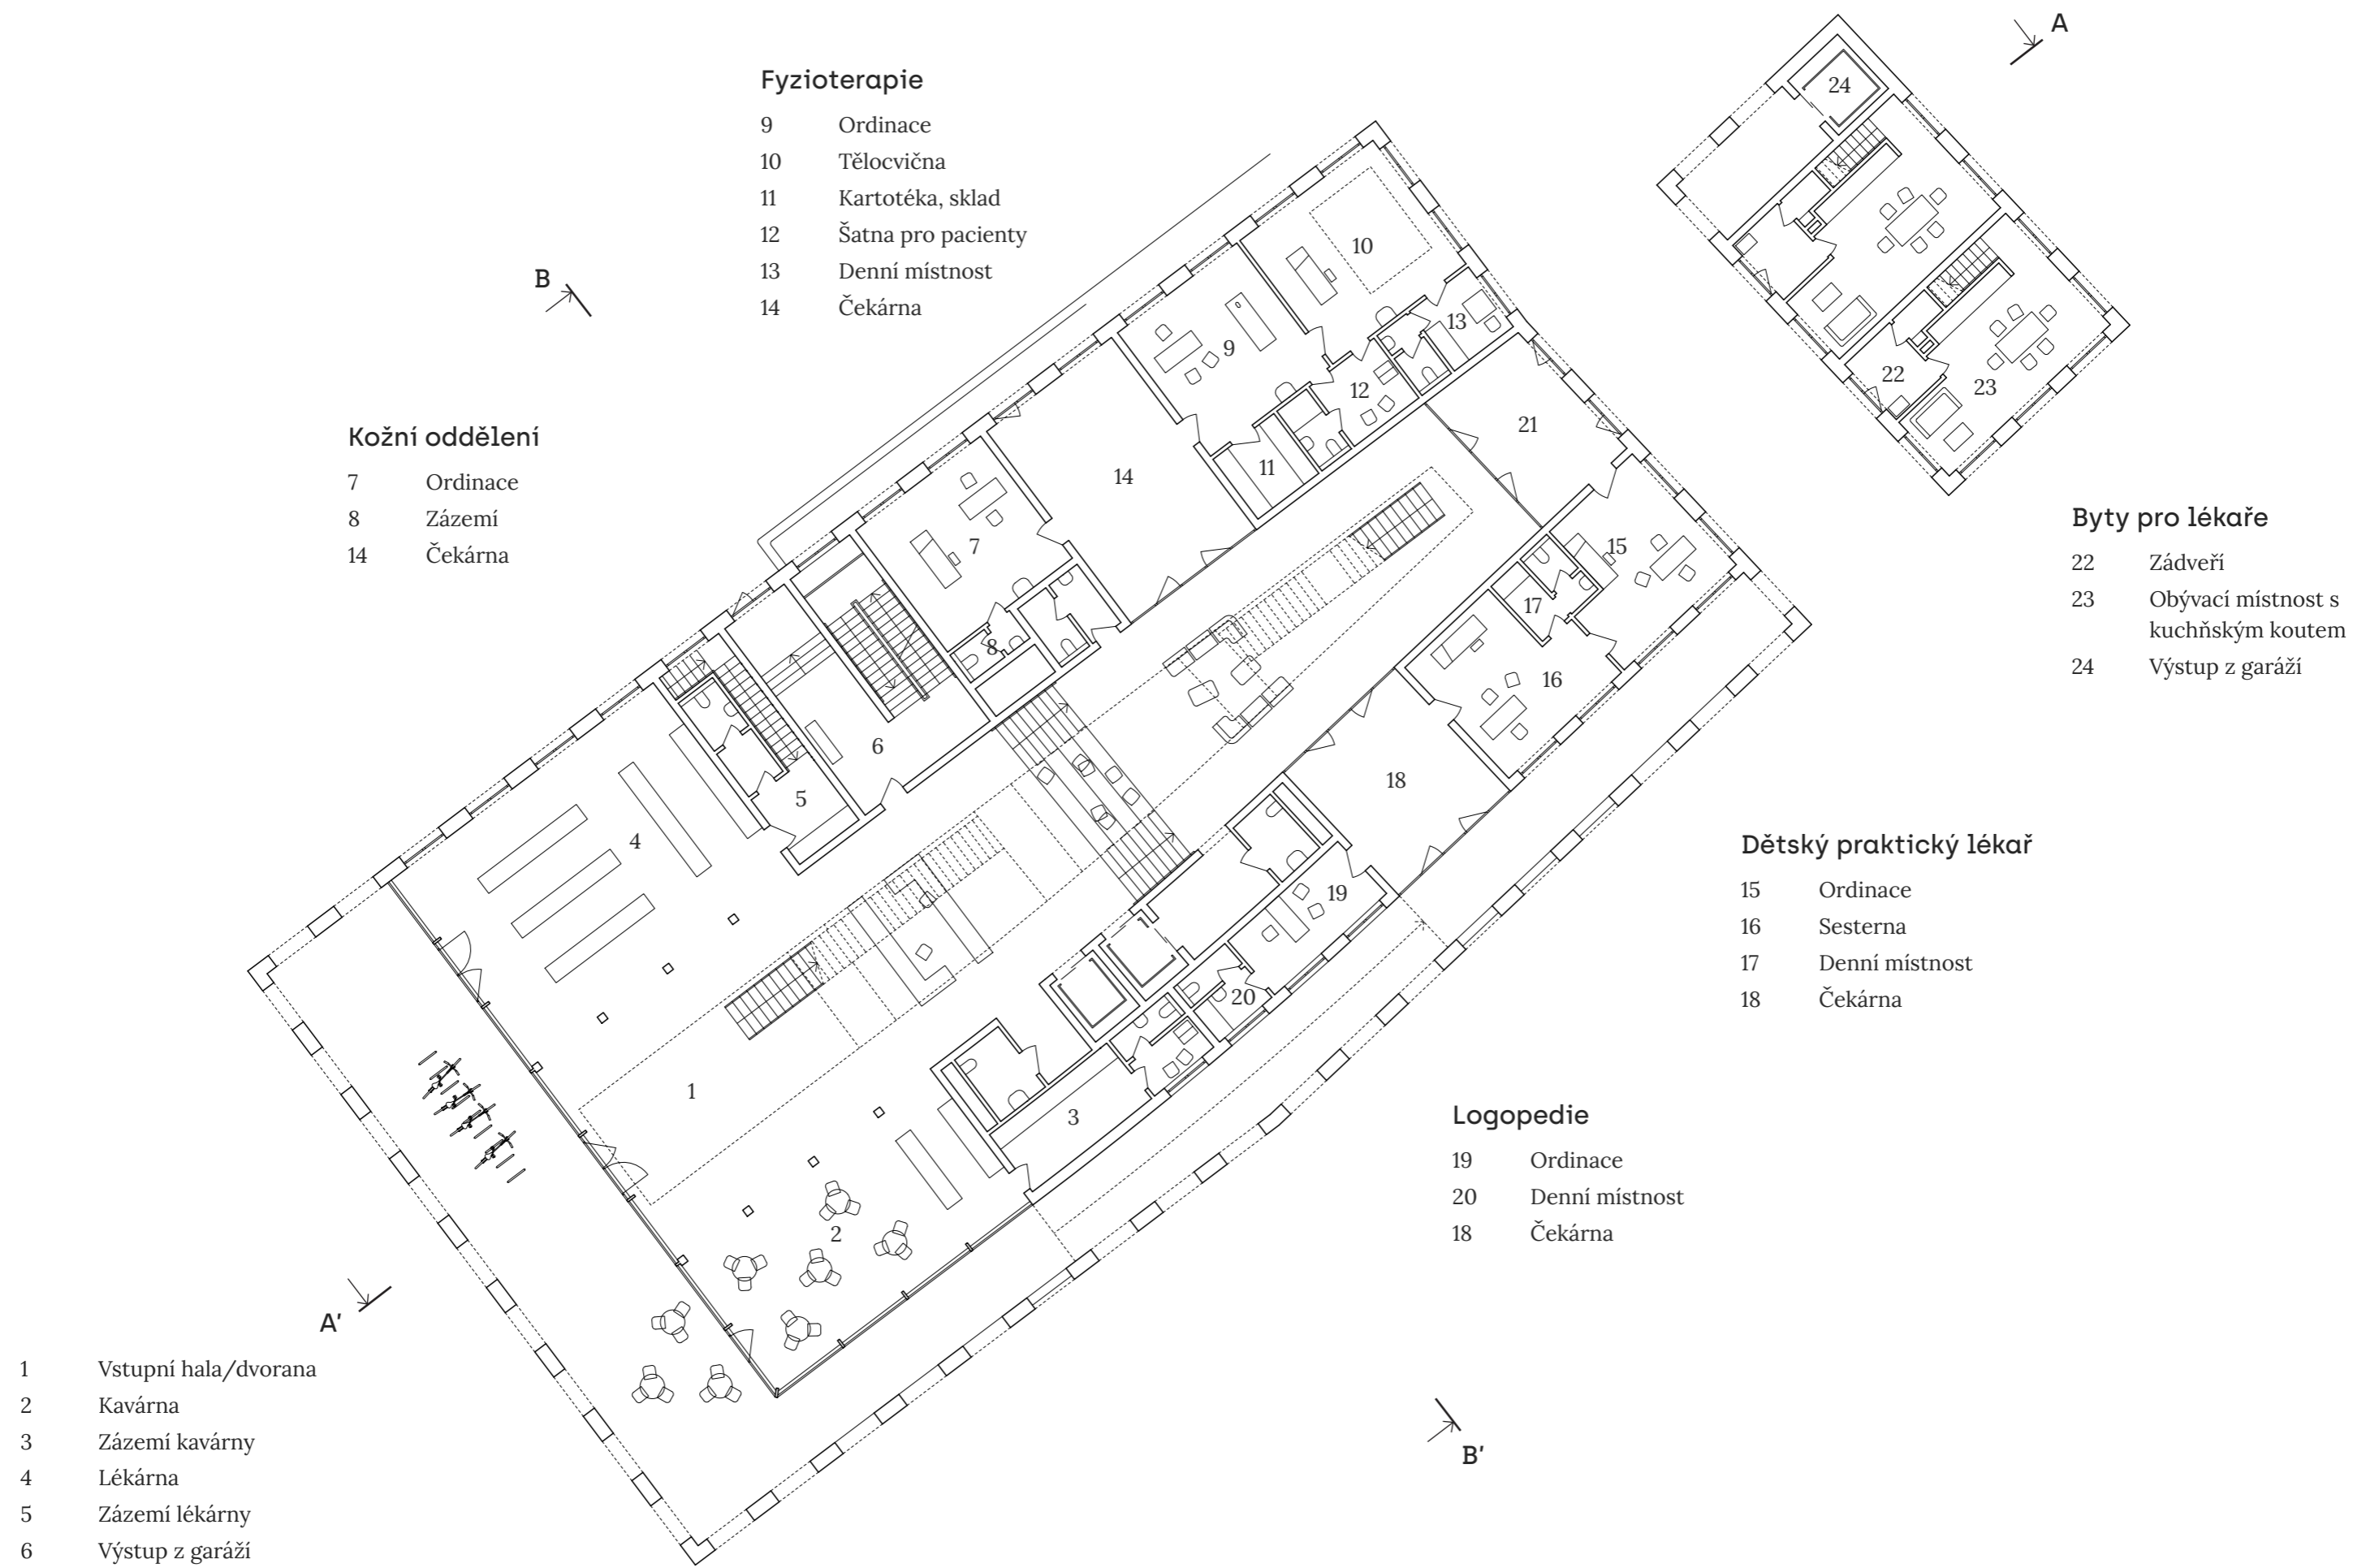 A
Fyzioterapie
9 Ordinace
10 Tělocvična
11 Kartotéka, sklad
12 Šatna pro pacienty
13 Denní místnost
14 Čekárna
B
Kožní oddělení
7 Ordinace
8 Zázemí
14 Čekárna
24
10
13
9
12
11
14
21
22
23
7
15
17
8
16
6
5
18
4
19
20
1
3
2
Byty pro lékaře
22 Zádveří
23 Obývací místnost s
kuchňským koutem
24 Výstup z garáží
Dětský praktický lékař
15 Ordinace
16 Sesterna
17 Denní místnost
18 Čekárna
Logopedie
19 Ordinace
20 Denní místnost
18 Čekárna
A'
B'
1 Vstupní hala/dvorana
2 Kavárna
3 Zázemí kavárny
4 Lékárna
5 Zázemí lékárny
6 Výstup z garáží